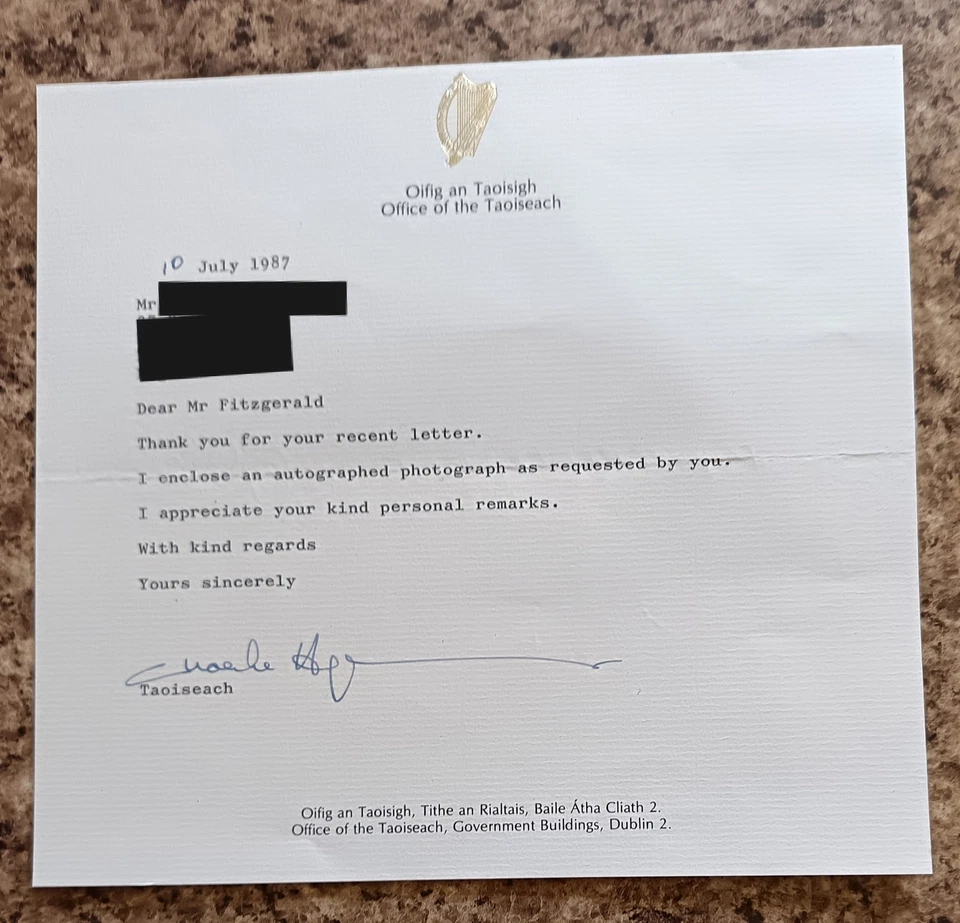 Oifig an Taoisigh
Office of the Taoiseach
10 July 1987
Mr
Dear Mr Fitzgerald
Thank you for your recent letter.
I enclose an autographed photograph as requested by you.
I appreciate your kind personal remarks.
With kind regards
Yours sincerely
Taoiseach
Oifig an Taoisigh, Tithe an Rialtais, Baile Átha Cliath 2.
Office of the Taoiseach, Government Buildings, Dublin 2.